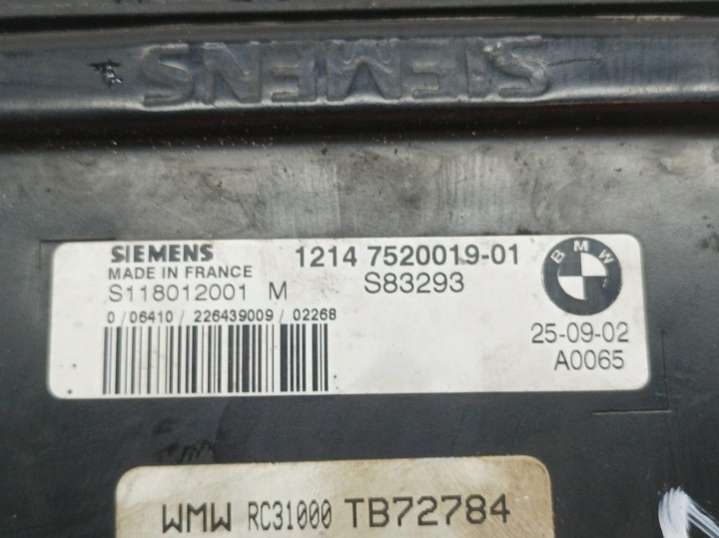 SIEMENS
SIEMENS 1214 7520019-01
MADE IN FRANCE
S118012001 M S83293
BMW
0 / 06410 / 226439009 / 02268
25-09-02
A0065
WMW RC31000 TB72784